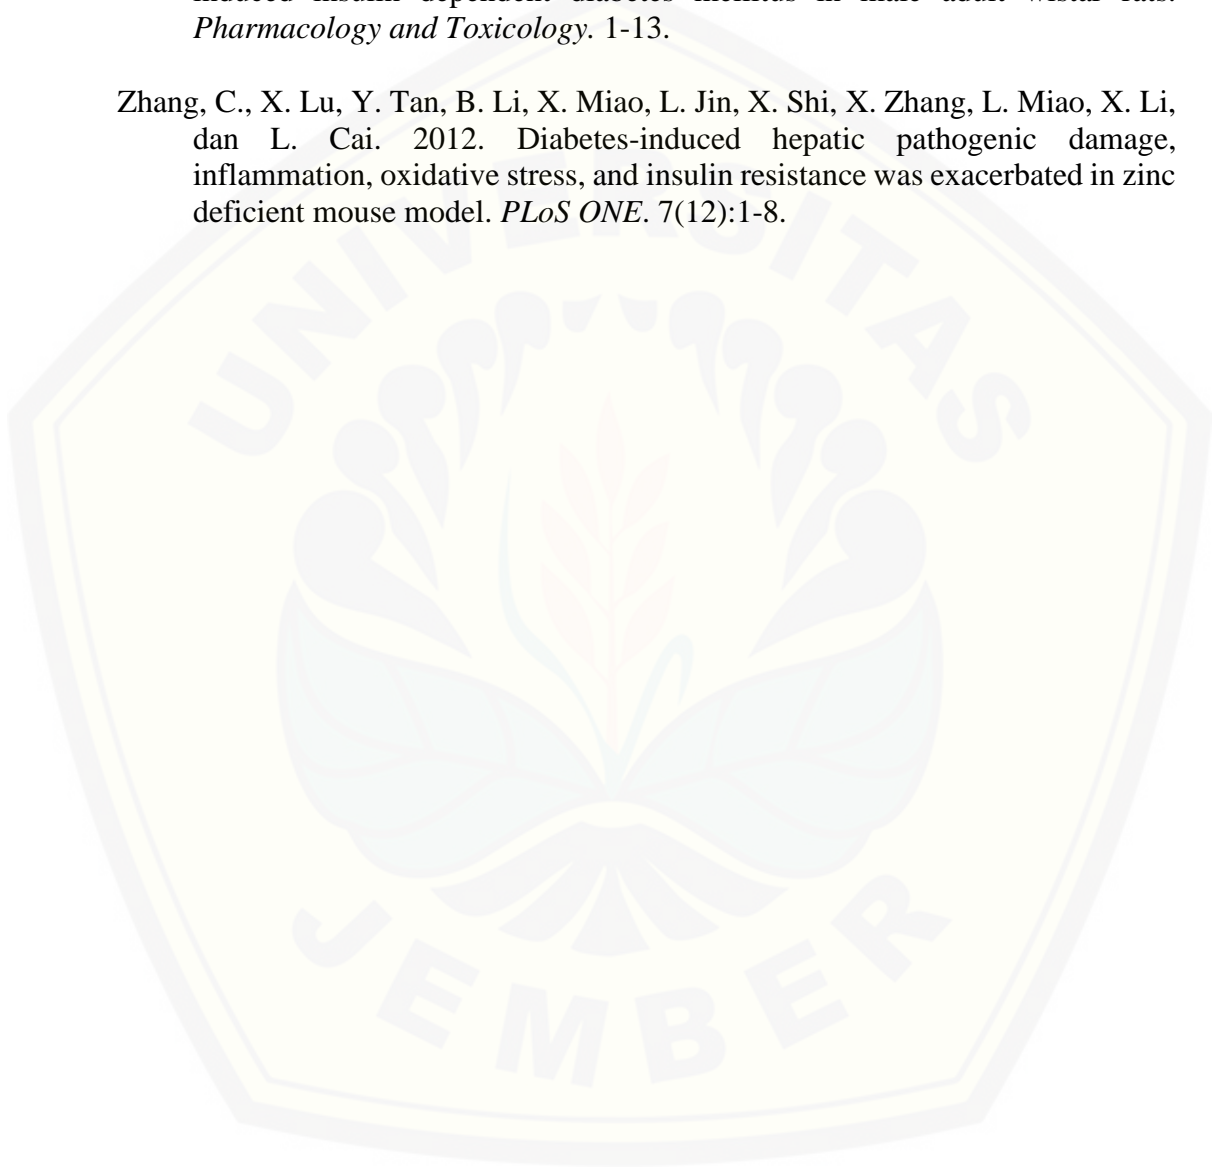 induced insulin dependent diabetes mellitus in male adult wistar rats.
Pharmacology and Toxicology. 1-13.
Zhang, C., X. Lu, Y. Tan, B. Li, X. Miao, L. Jin, X. Shi, X. Zhang, L. Miao, X. Li,
dan L. Cai. 2012. Diabetes-induced hepatic pathogenic damage,
inflammation, oxidative stress, and insulin resistance was exacerbated in zinc
deficient mouse model. PLoS ONE. 7(12):1-8.
UNIVERSITAS
JEMBER